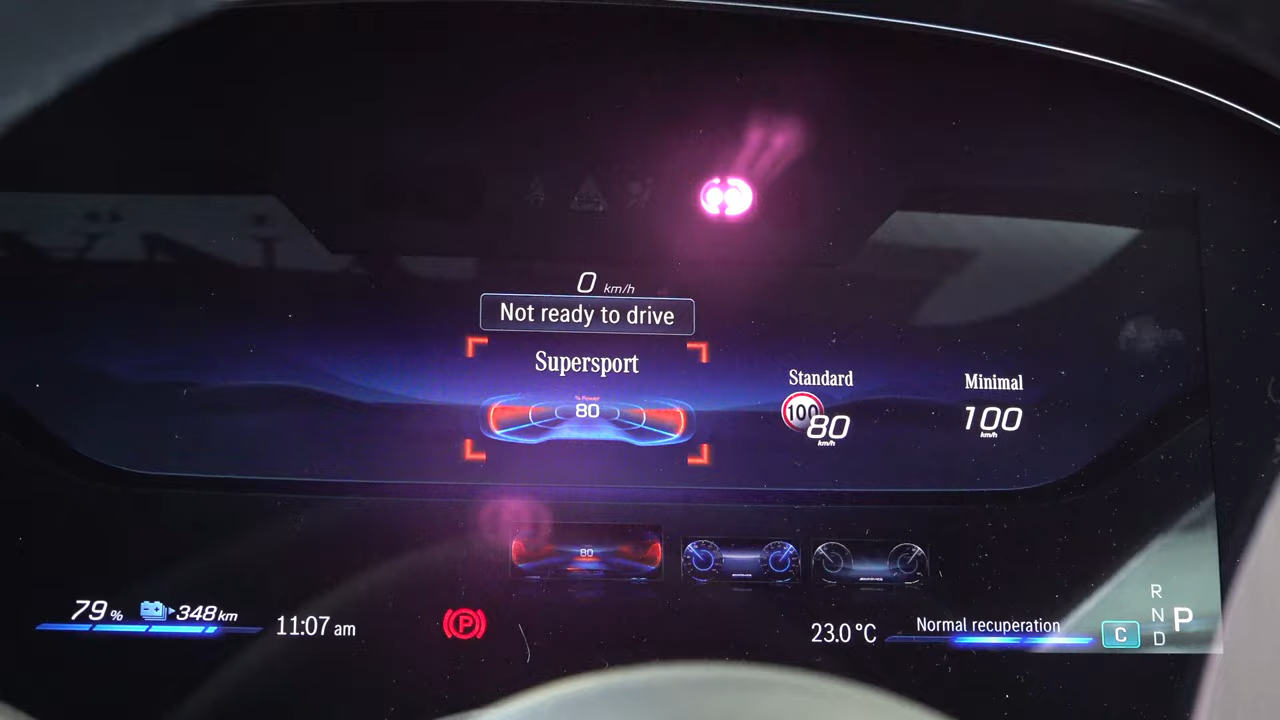 0 km/h
Not ready to drive
Supersport
% Power
80
Standard
100
80
km/h
Minimal
100
km/h
80
79 %
348 km
11:07 am
P
23.0 °C
Normal recuperation
C
R
N
D
P